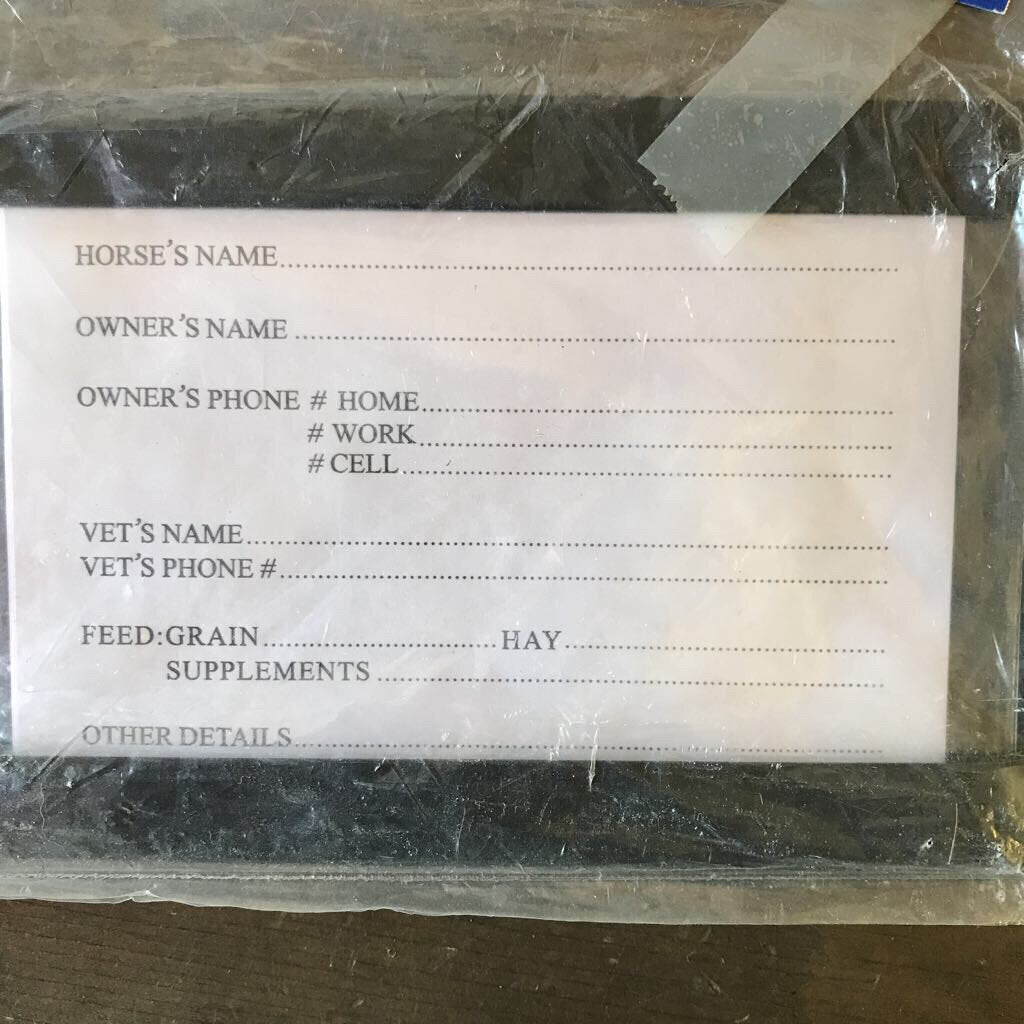 HORSE'S NAME..............................................................................
OWNER'S NAME..............................................................................
OWNER'S PHONE # HOME..............................................................
# WORK..............................................................
# CELL................................................................
VET'S NAME..................................................................................
VET'S PHONE #..............................................................................
FEED:GRAIN..............................HAY........................................
SUPPLEMENTS................................................................
OTHER DETAILS..............................................................................